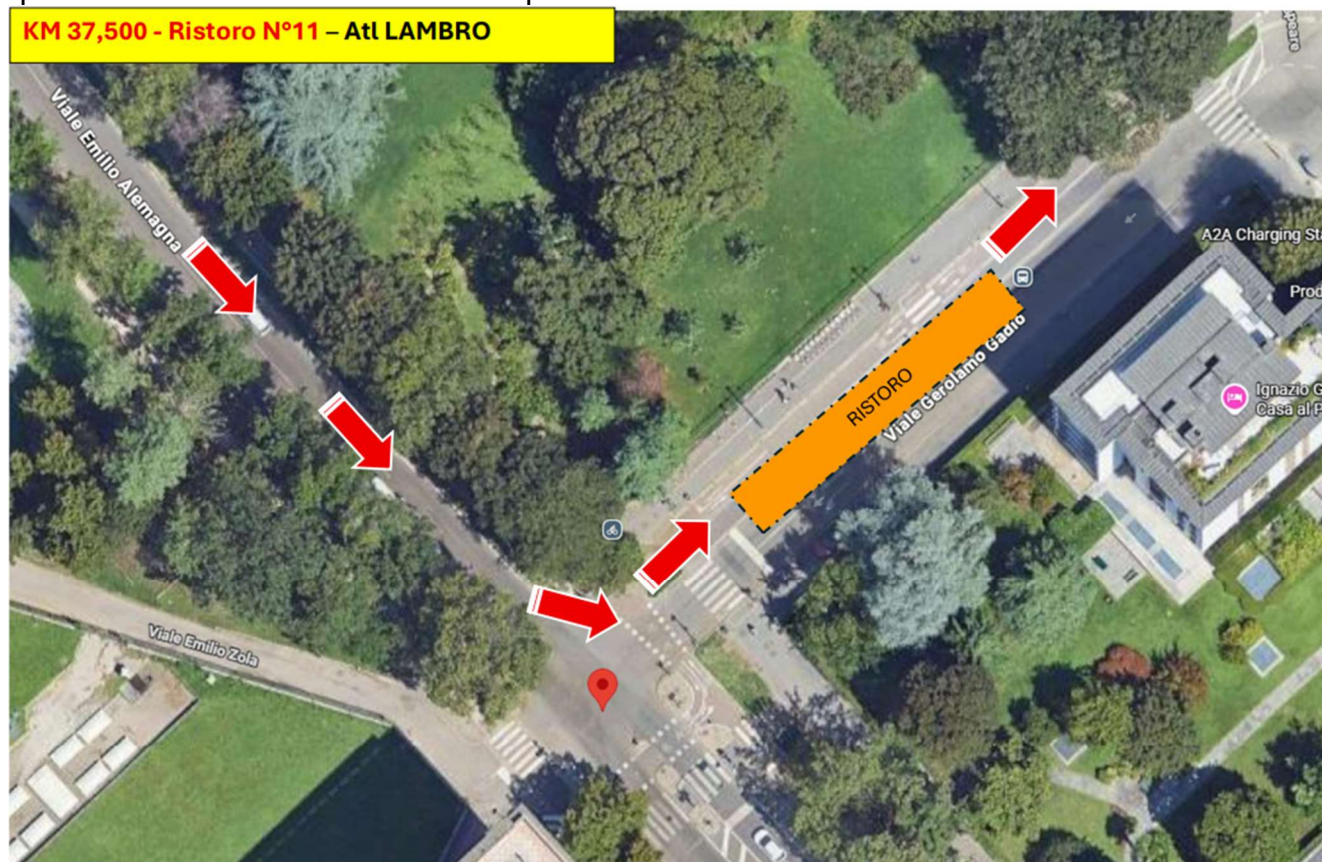 KM 37,500 - Ristoro N°11 – Atl LAMBRO
Viale Emilio Alemagna
A2A Charging Sta
Prod
RISTORO
Viale Gerolamo Gadio
Ignazio G
Casa al P
Viale Emilio Zola